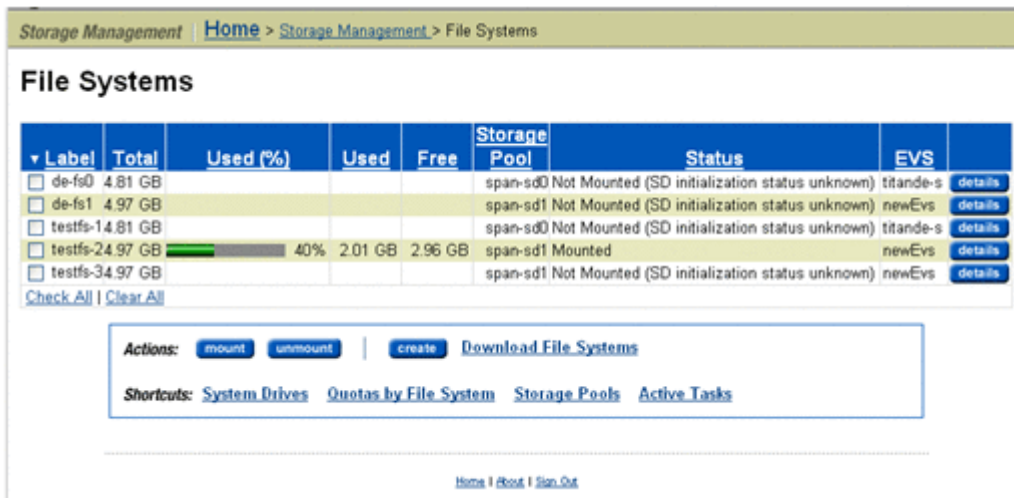 Storage Management | Home > Storage Management > File Systems
File Systems
▼ Label Total Used (%) Used Free Storage Pool Status EVS
de-fs0 4.81 GB span-sd0 Not Mounted (SD initialization status unknown) titande-s details
de-fs1 4.97 GB span-sd1 Not Mounted (SD initialization status unknown) newEvs details
testfs-1 4.81 GB span-sd0 Not Mounted (SD initialization status unknown) titande-s details
testfs-2 4.97 GB 40% 2.01 GB 2.96 GB span-sd1 Mounted newEvs details
testfs-3 4.97 GB span-sd1 Not Mounted (SD initialization status unknown) newEvs details
Check All | Clear All
Actions: mount unmount | create Download File Systems
Shortcuts: System Drives Quotas by File System Storage Pools Active Tasks
Home | About | Sign Out